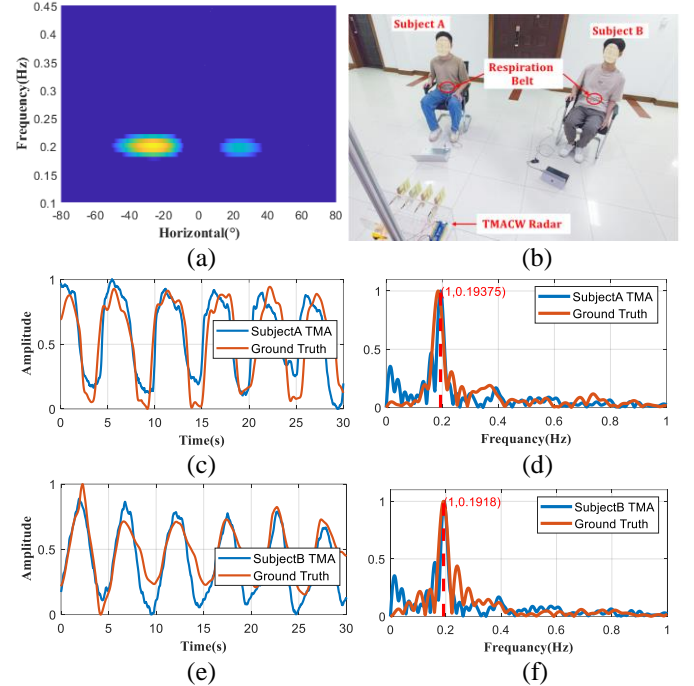 0.45
0.4
0.35
0.3
0.25
0.2
0.15
0.1
Frequency(Hz)
-80 -60 -40 -20 0 20 40 60 80
Horizontal(°)
(a)
Subject A
Subject B
Respiration
Belt
TMACW Radar
(b)
1
0.5
0
Amplitude
SubjectA TMA
Ground Truth
0 5 10 15 20 25 30
Time(s)
(c)
1
0.5
0
(1,0.19375)
SubjectA TMA
Ground Truth
0 0.2 0.4 0.6 0.8 1
Frequancy(Hz)
(d)
1
0.5
0
Amplitude
SubjectB TMA
Ground Truth
0 5 10 15 20 25 30
Time(s)
(e)
1
0.5
0
(1,0.1918)
SubjectB TMA
Ground Truth
0 0.2 0.4 0.6 0.8 1
Frequancy(Hz)
(f)